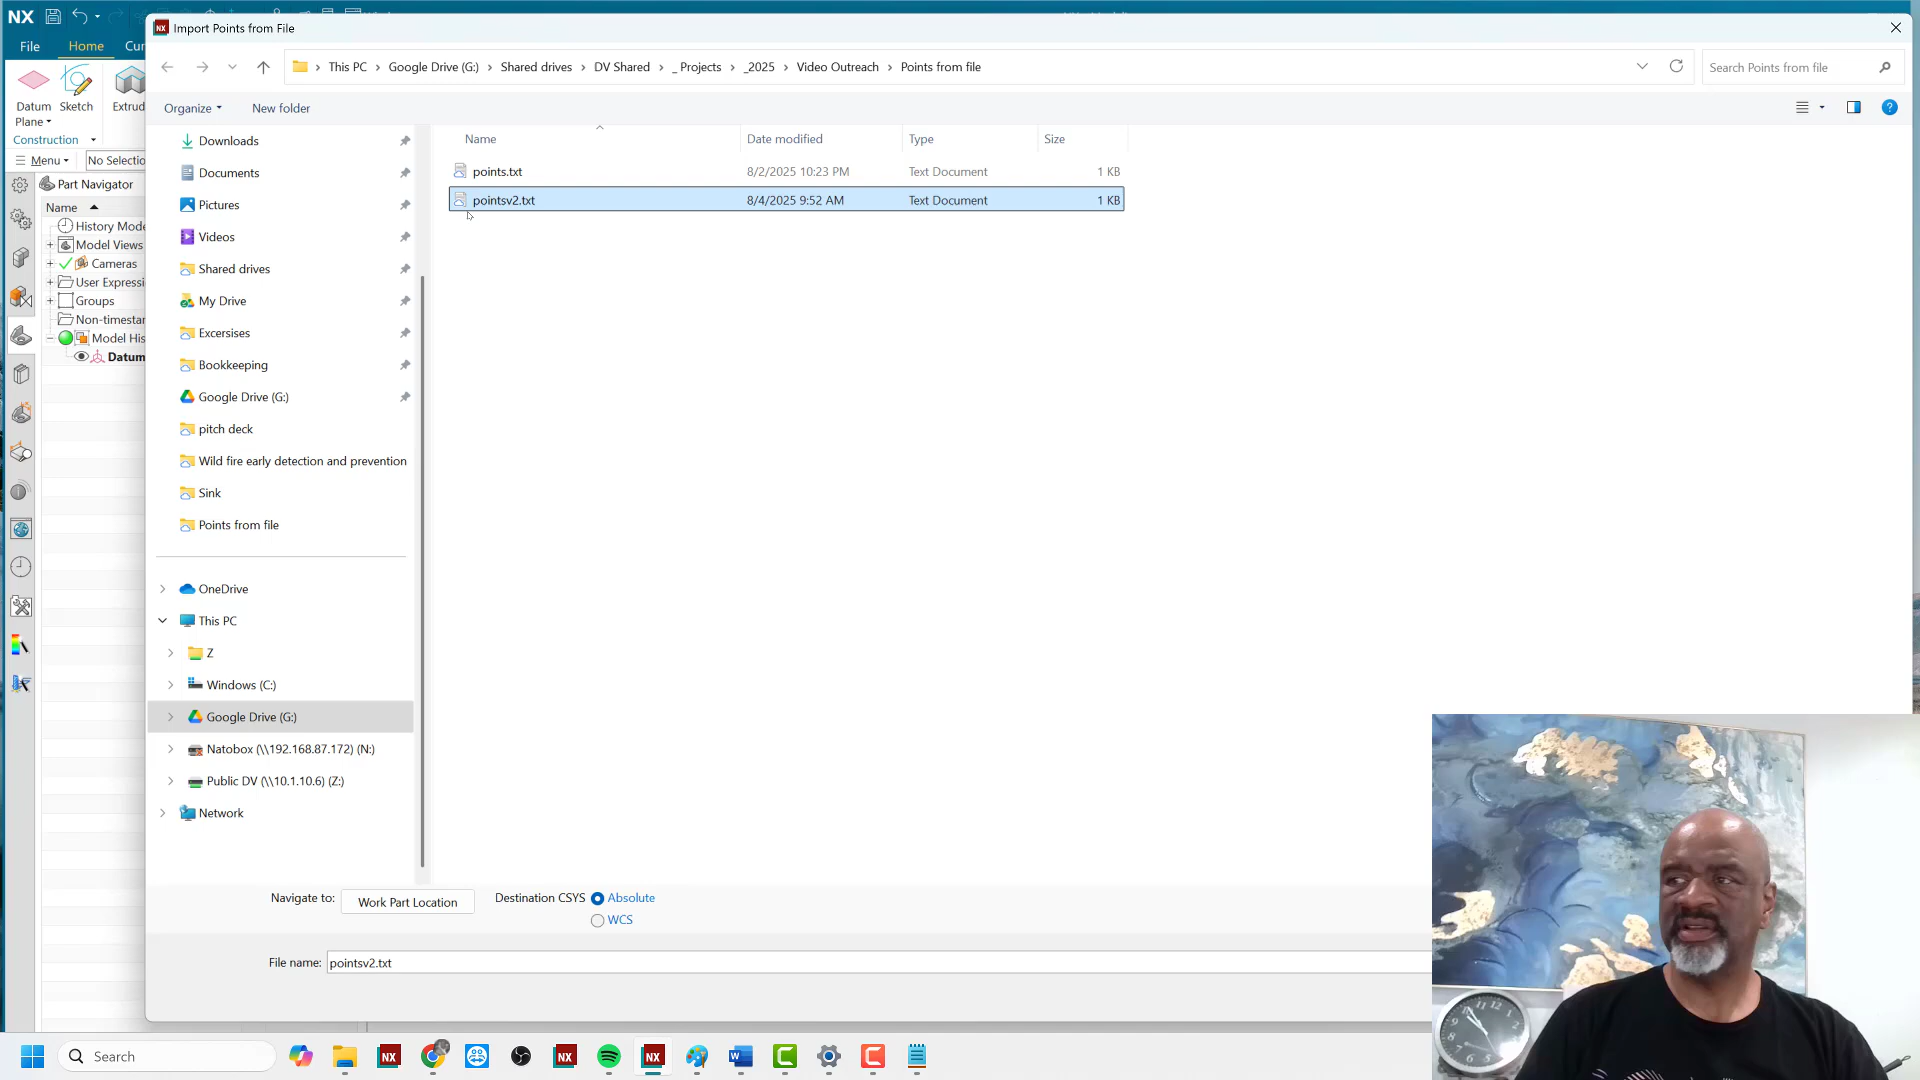 NX
Import Points from File
File
Home
Cur
This PC
Google Drive (G:)
Shared drives
DV Shared
_ Projects
_2025
Video Outreach
Points from file
Search Points from file
Datum
Plane
Sketch
Extrud
Organize
New folder
Construction
Menu
No Selectio
Name
Date modified
Type
Size
points.txt
8/2/2025 10:23 PM
Text Document
1 KB
pointsv2.txt
8/4/2025 9:52 AM
Text Document
1 KB
Part Navigator
Name
History Mode
Model Views
Cameras
User Expressi
Groups
Non-timestar
Model His
Datum
Downloads
Documents
Pictures
Videos
Shared drives
My Drive
Excersises
Bookkeeping
Google Drive (G:)
pitch deck
Wild fire early detection and prevention
Sink
Points from file
OneDrive
This PC
Z
Windows (C:)
Google Drive (G:)
Natobox (\\192.168.87.172) (N:)
Public DV (\\10.1.10.6) (Z:)
Network
Navigate to:
Work Part Location
Destination CSYS
Absolute
WCS
File name:
pointsv2.txt
Search